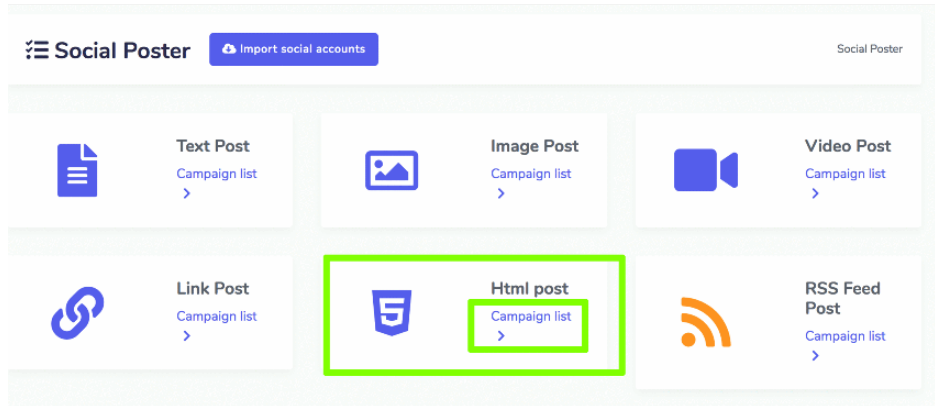 Social Poster
Import social accounts
Social Poster
Text Post
Campaign list
Image Post
Campaign list
Video Post
Campaign list
Link Post
Campaign list
Html post
Campaign list
RSS Feed
Post
Campaign list